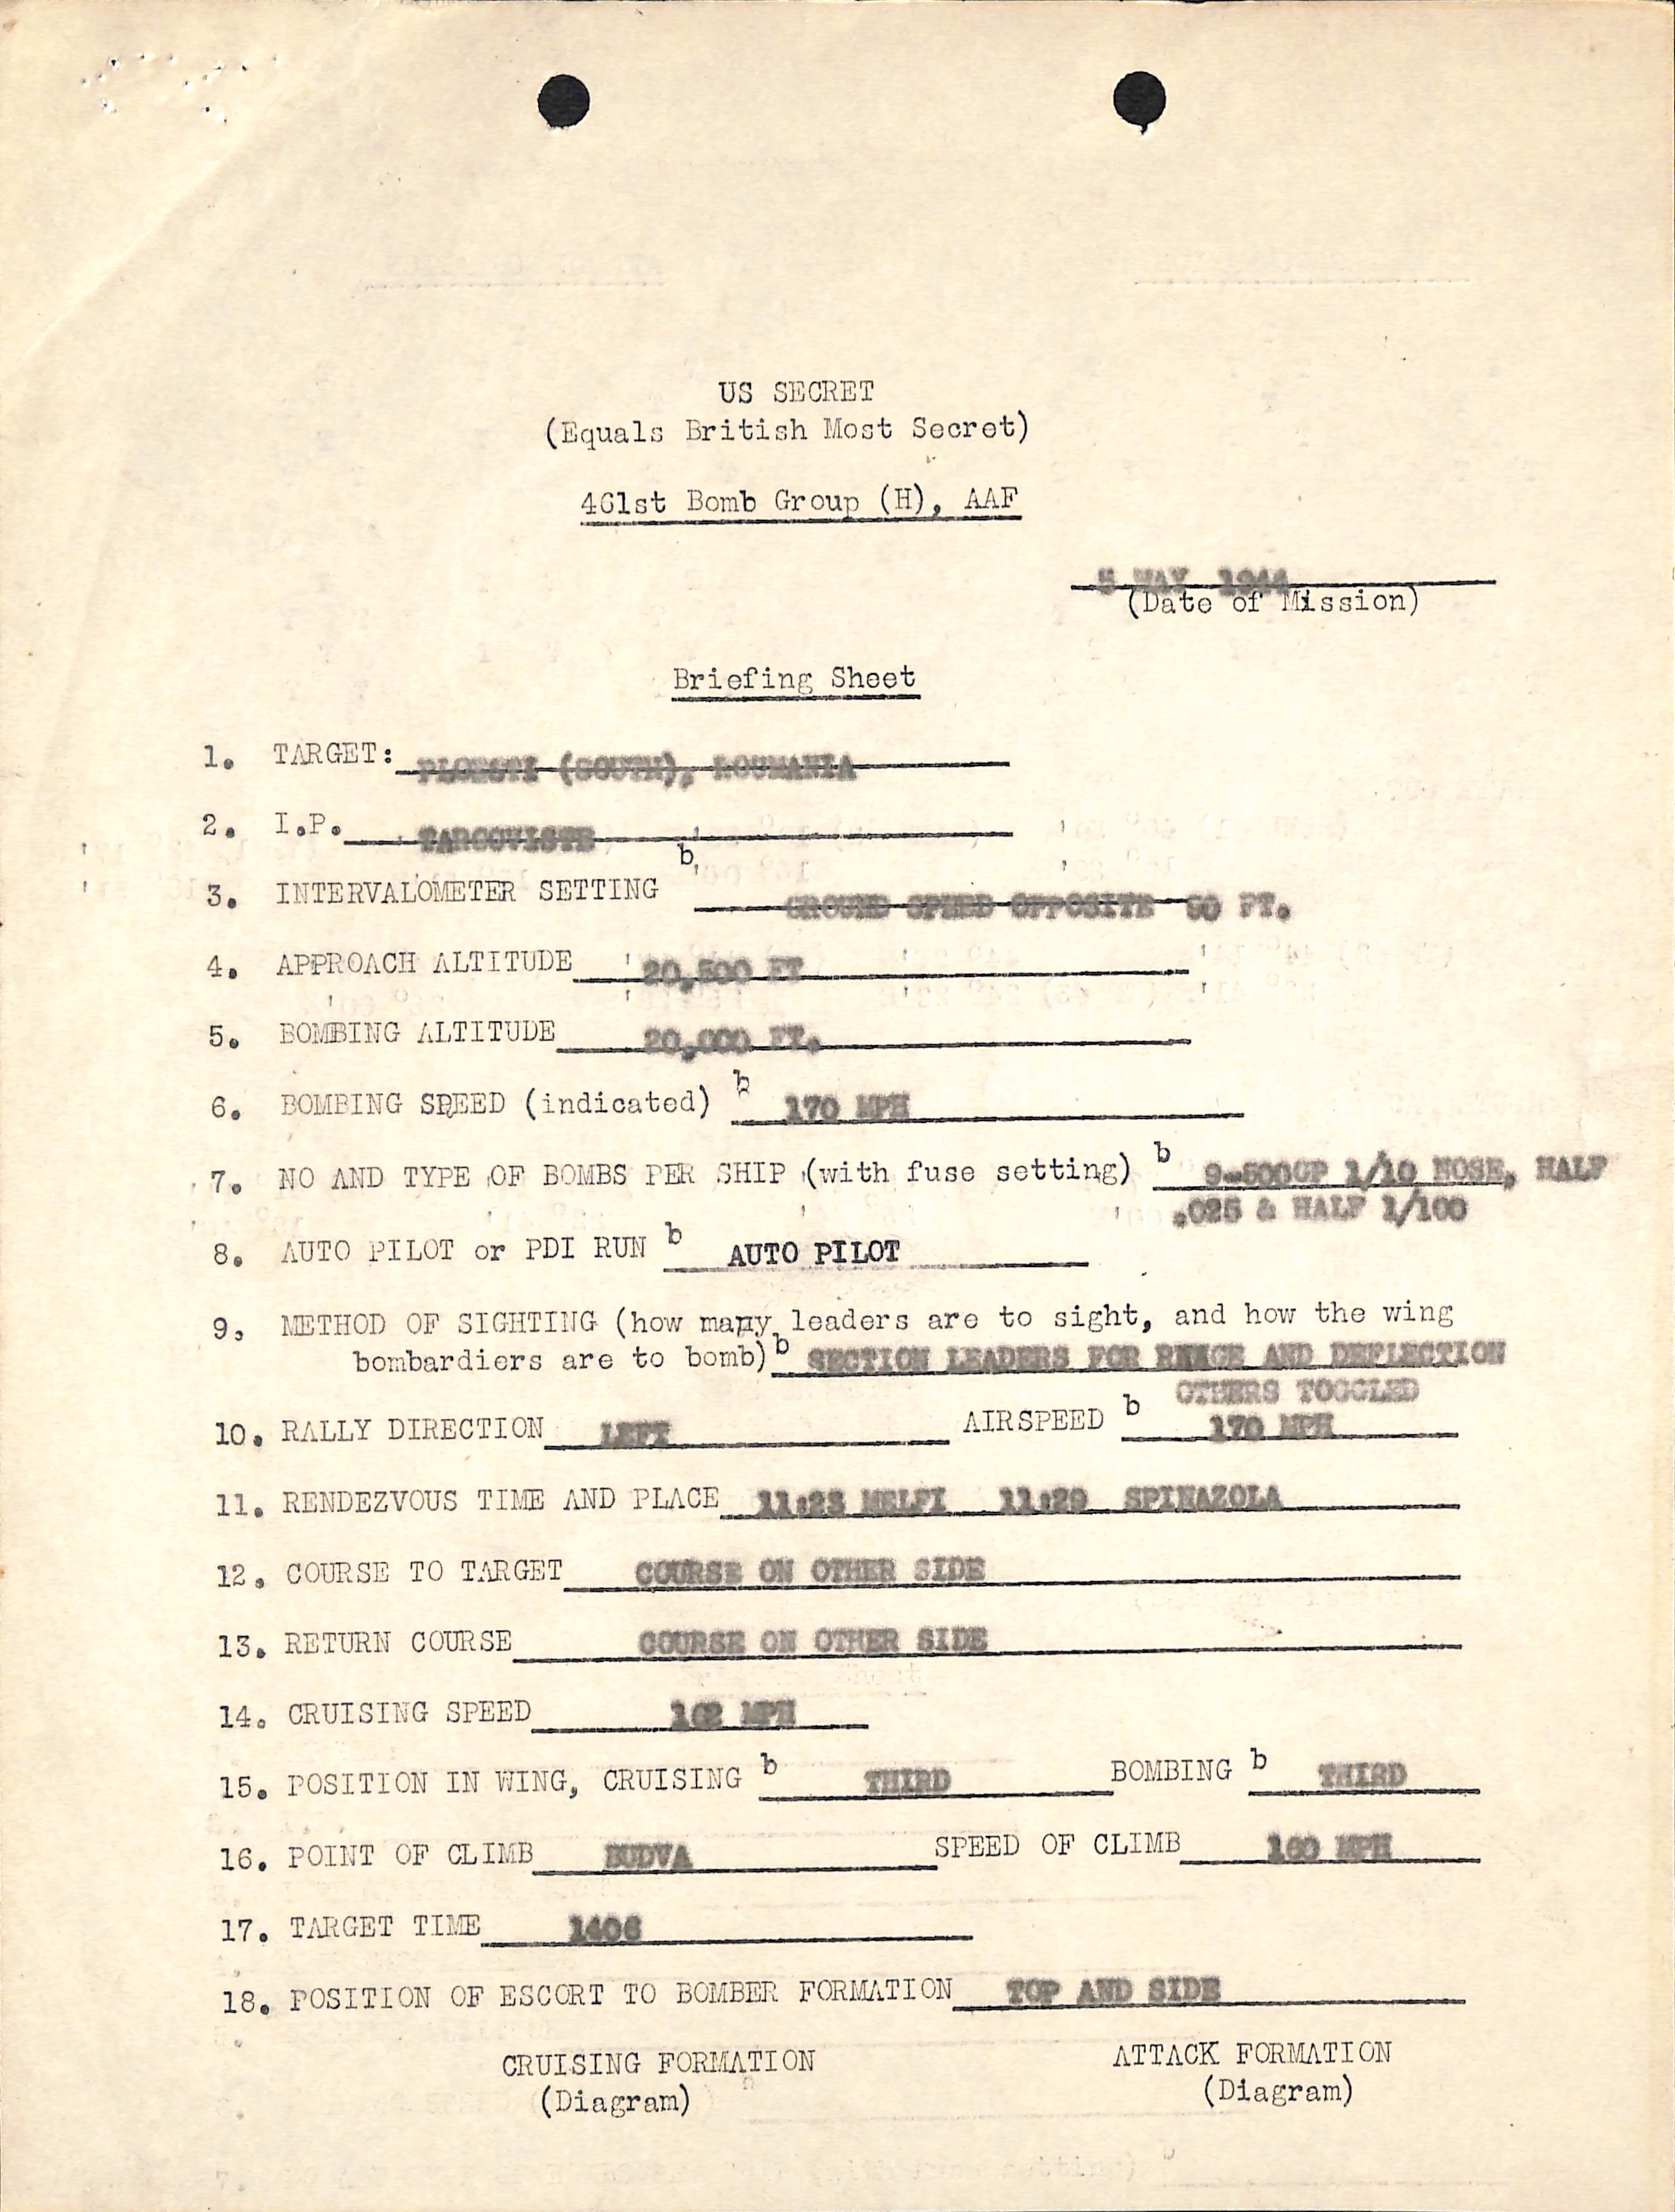 US SECRET
(Equals British Most Secret)
461st Bomb Group (H), AAF
5 MAY 1944
(Date of Mission)
Briefing Sheet
1. TARGET: PLOESTI (SOUTH), ROUMANIA
2. I.P. TARGOVISTE
3. INTERVALOMETER SETTING b GROUND SPEED OPPOSITE 90 FT.
4. APPROACH ALTITUDE 20,500 FT
5. BOMBING ALTITUDE 20,000 FT.
6. BOMBING SPEED (indicated) b 170 MPH
7. NO AND TYPE OF BOMBS PER SHIP (with fuse setting) b 9-500GP 1/10 NOSE, HALF
.025 & HALF 1/100
8. AUTO PILOT or PDI RUN b AUTO PILOT
9. METHOD OF SIGHTING (how many leaders are to sight, and how the wing
bombardiers are to bomb) b SECTION LEADERS FOR RANGE AND DEFLECTION
OTHERS TOGGLED
10. RALLY DIRECTION LEFT AIRSPEED b 170 MPH
11. RENDEZVOUS TIME AND PLACE 11:23 MELFI 11:29 SPINAZOLA
12. COURSE TO TARGET COURSE ON OTHER SIDE
13. RETURN COURSE COURSE ON OTHER SIDE
14. CRUISING SPEED 162 MPH
15. POSITION IN WING, CRUISING b THIRD BOMBING b THIRD
16. POINT OF CLIMB BUDVA SPEED OF CLIMB 160 MPH
17. TARGET TIME 1406
18. POSITION OF ESCORT TO BOMBER FORMATION TOP AND SIDE
CRUISING FORMATION ATTACK FORMATION
(Diagram) (Diagram)